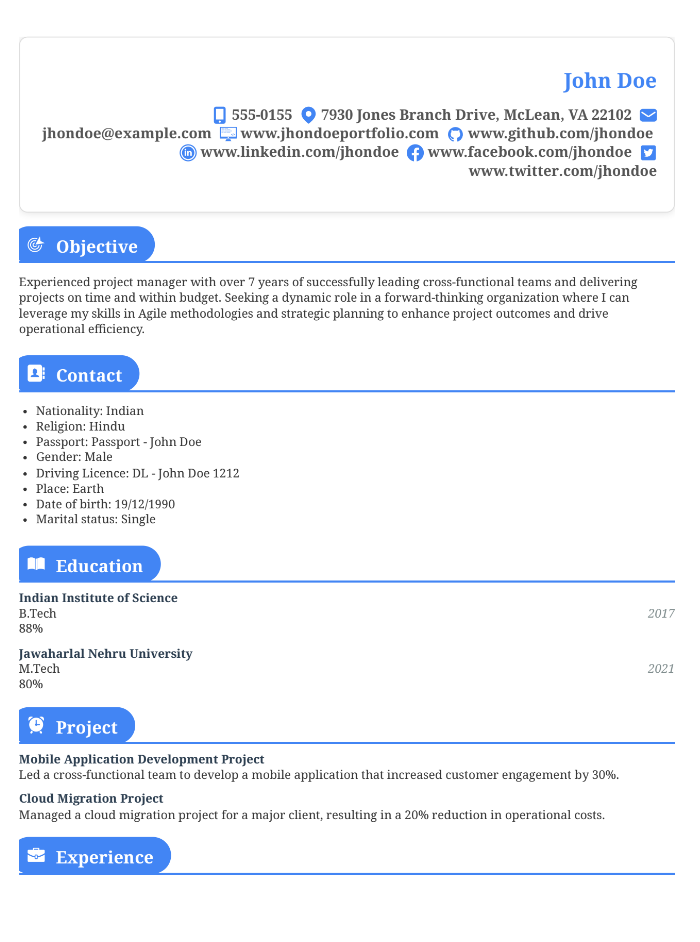 John Doe
555-0155 7930 Jones Branch Drive, McLean, VA 22102
jhondoe@example.com www.jhondoeportfolio.com www.github.com/jhondoe
www.linkedin.com/jhondoe www.facebook.com/jhondoe
www.twitter.com/jhondoe
Objective
Experienced project manager with over 7 years of successfully leading cross-functional teams and delivering
projects on time and within budget. Seeking a dynamic role in a forward-thinking organization where I can
leverage my skills in Agile methodologies and strategic planning to enhance project outcomes and drive
operational efficiency.
Contact
• Nationality: Indian
• Religion: Hindu
• Passport: Passport - John Doe
• Gender: Male
• Driving Licence: DL - John Doe 1212
• Place: Earth
• Date of birth: 19/12/1990
• Marital status: Single
Education
Indian Institute of Science
B.Tech 2017
88%
Jawaharlal Nehru University
M.Tech 2021
80%
Project
Mobile Application Development Project
Led a cross-functional team to develop a mobile application that increased customer engagement by 30%.
Cloud Migration Project
Managed a cloud migration project for a major client, resulting in a 20% reduction in operational costs.
Experience